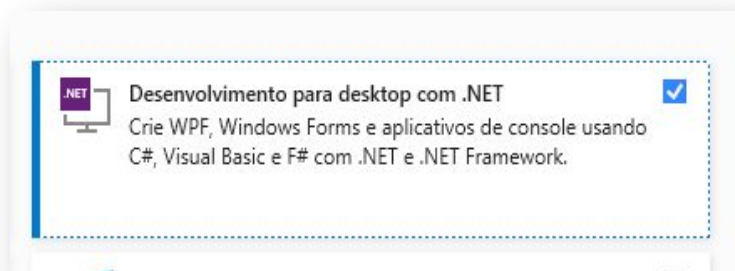 .NET
Desenvolvimento para desktop com .NET
Crie WPF, Windows Forms e aplicativos de console usando
C#, Visual Basic e F# com .NET e .NET Framework.